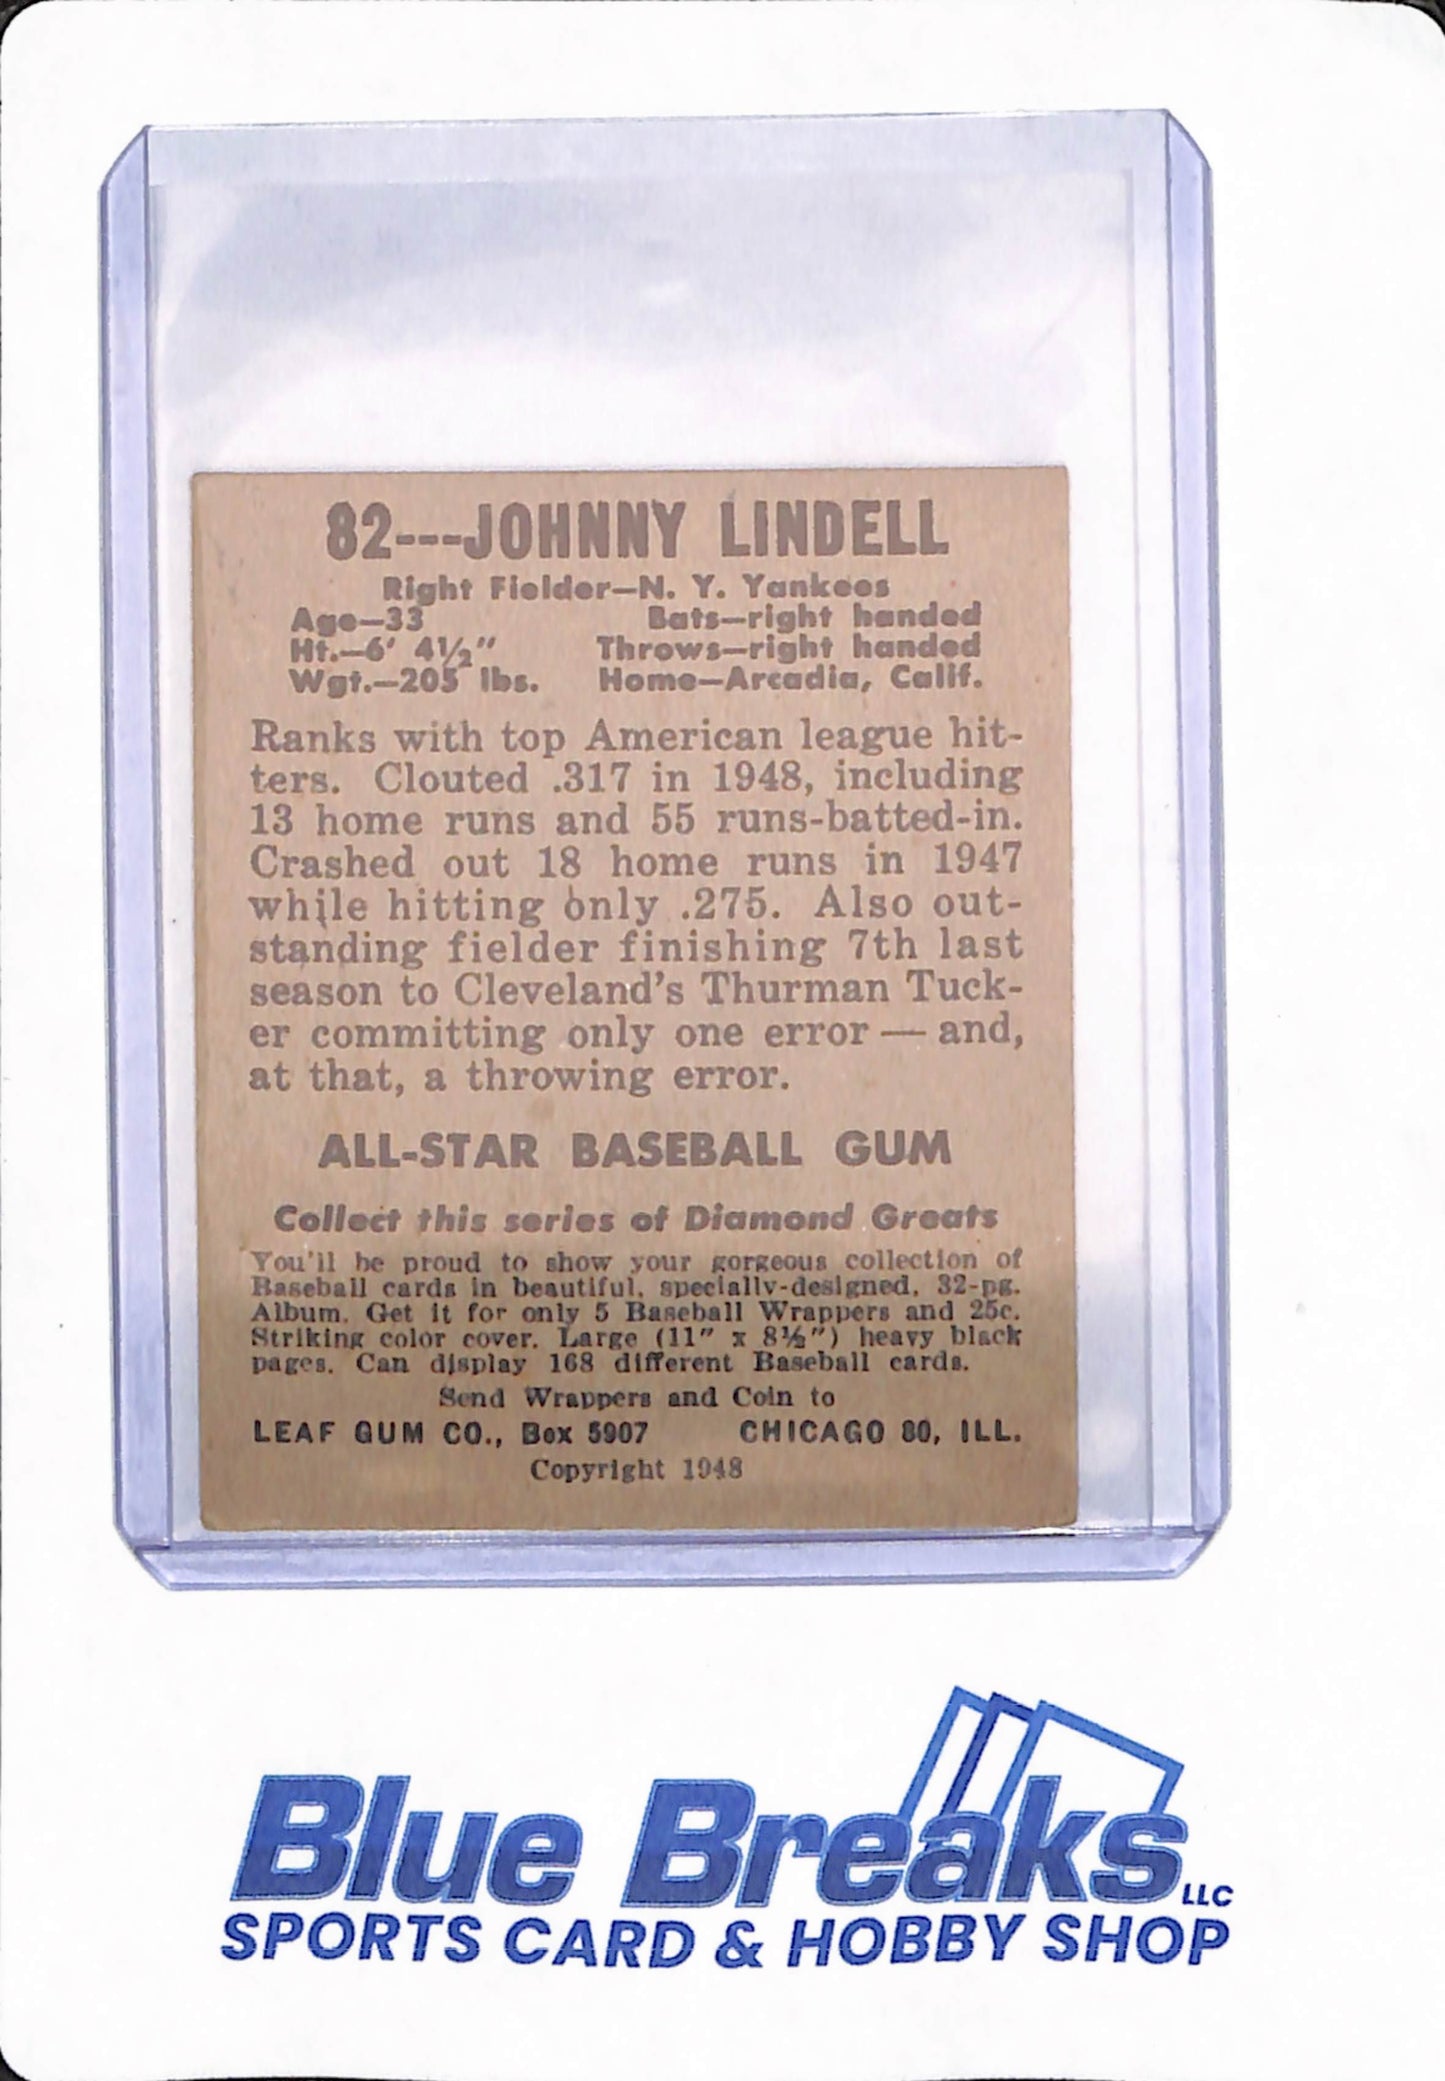 82---JOHNNY LINDELL
Right Fielder—N. Y. Yankees
Age—33 Bats—right handed
Ht.—6' 4½" Throws—right handed
Wgt.—205 lbs. Home—Arcadia, Calif.
Ranks with top American league hit-
ters. Clouted .317 in 1948, including
13 home runs and 55 runs-batted-in.
Crashed out 18 home runs in 1947
while hitting only .275. Also out-
standing fielder finishing 7th last
season to Cleveland's Thurman Tuck-
er committing only one error — and,
at that, a throwing error.
ALL-STAR BASEBALL GUM
Collect this series of Diamond Greats
You'll be proud to show your gorgeous collection of
Baseball cards in beautiful, specially-designed, 32-pg.
Album. Get it for only 5 Baseball Wrappers and 25c.
Striking color cover. Large (11" x 8½") heavy black
pages. Can display 168 different Baseball cards.
Send Wrappers and Coin to
LEAF GUM CO., Box 5907 CHICAGO 80, ILL.
Copyright 1948
Blue Breaks LLC
SPORTS CARD & HOBBY SHOP